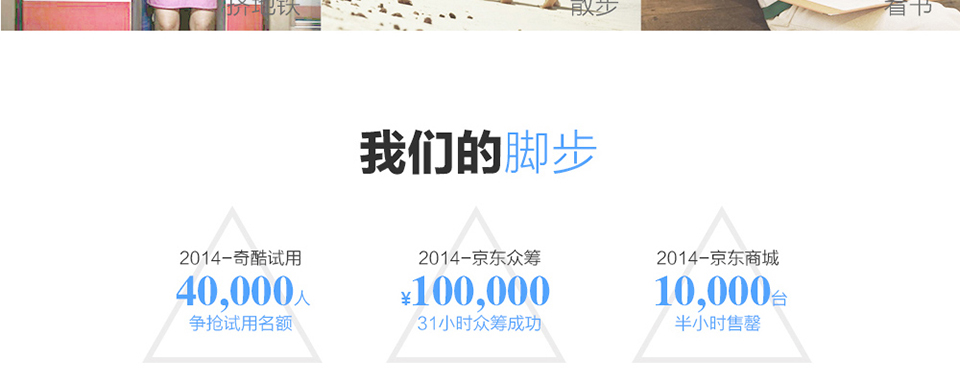 挤地铁
散步
看书
我们的脚步
2014-奇酷试用
40,000人
争抢试用名额
2014-京东众筹
¥100,000
31小时众筹成功
2014-京东商城
10,000台
半小时售罄